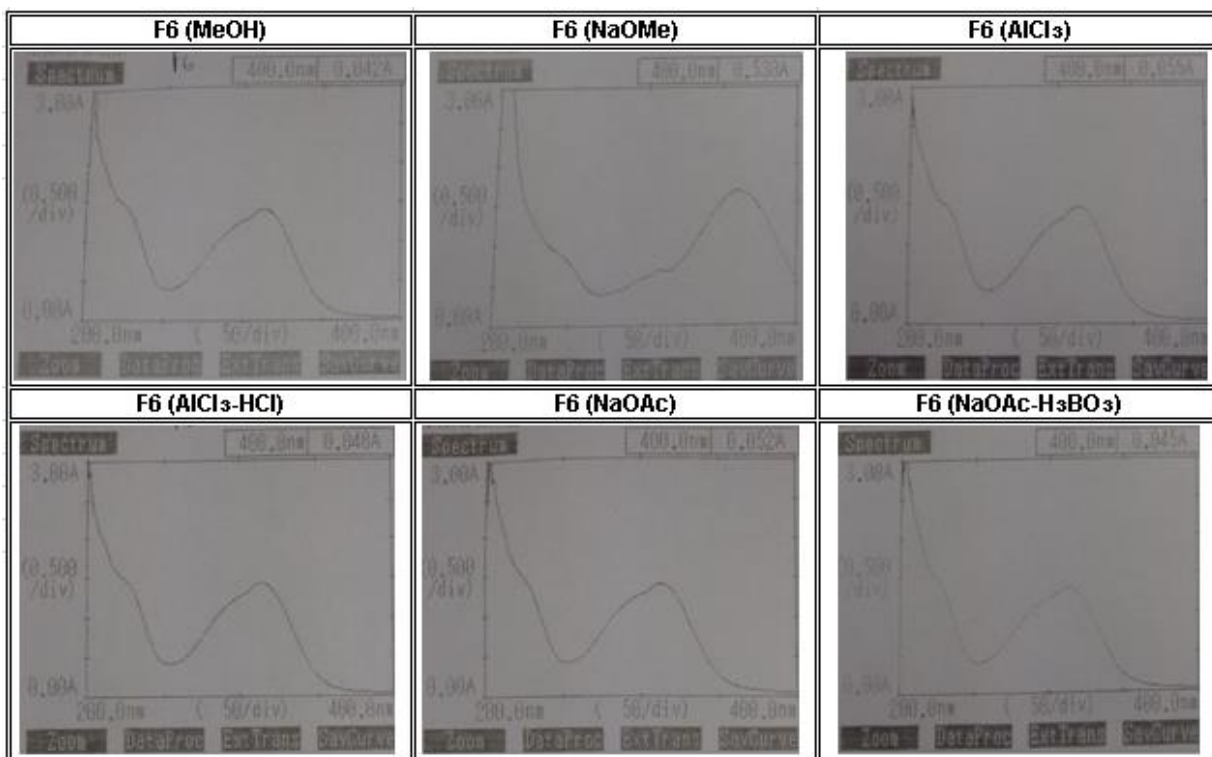 F6 (MeOH)
F6 (NaOMe)
F6 (AlCl₃)
Spectrum
F6
400.0nm 0.042A
3.00A
(0.500
/div)
0.00A
200.0nm ( 50/div) 400.0nm
Zoom DataProc ExtTrans SavCurve
Spectrum
400.0nm 0.530A
3.00A
(0.500
/div)
0.00A
200.0nm ( 50/div) 400.0nm
Zoom DataProc ExtTrans SavCurve
Spectrum
400.0nm 0.055A
3.00A
(0.500
/div)
0.00A
200.0nm ( 50/div) 400.0nm
Zoom DataProc ExtTrans SavCurve
F6 (AlCl₃-HCl)
F6 (NaOAc)
F6 (NaOAc-H₃BO₃)
Spectrum
400.0nm 0.048A
3.00A
(0.500
/div)
0.00A
200.0nm ( 50/div) 400.0nm
Zoom DataProc ExtTrans SavCurve
Spectrum
400.0nm 0.052A
3.00A
(0.500
/div)
0.00A
200.0nm ( 50/div) 400.0nm
Zoom DataProc ExtTrans SavCurve
Spectrum
400.0nm 0.045A
3.00A
(0.500
/div)
0.00A
200.0nm ( 50/div) 400.0nm
Zoom DataProc ExtTrans SavCurve